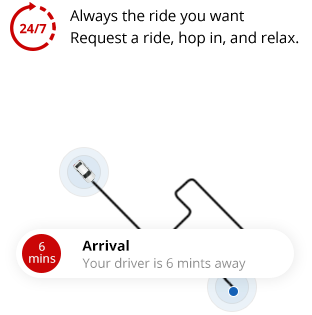 24/7
Always the ride you want
Request a ride, hop in, and relax.
6
mins
Arrival
Your driver is 6 mints away